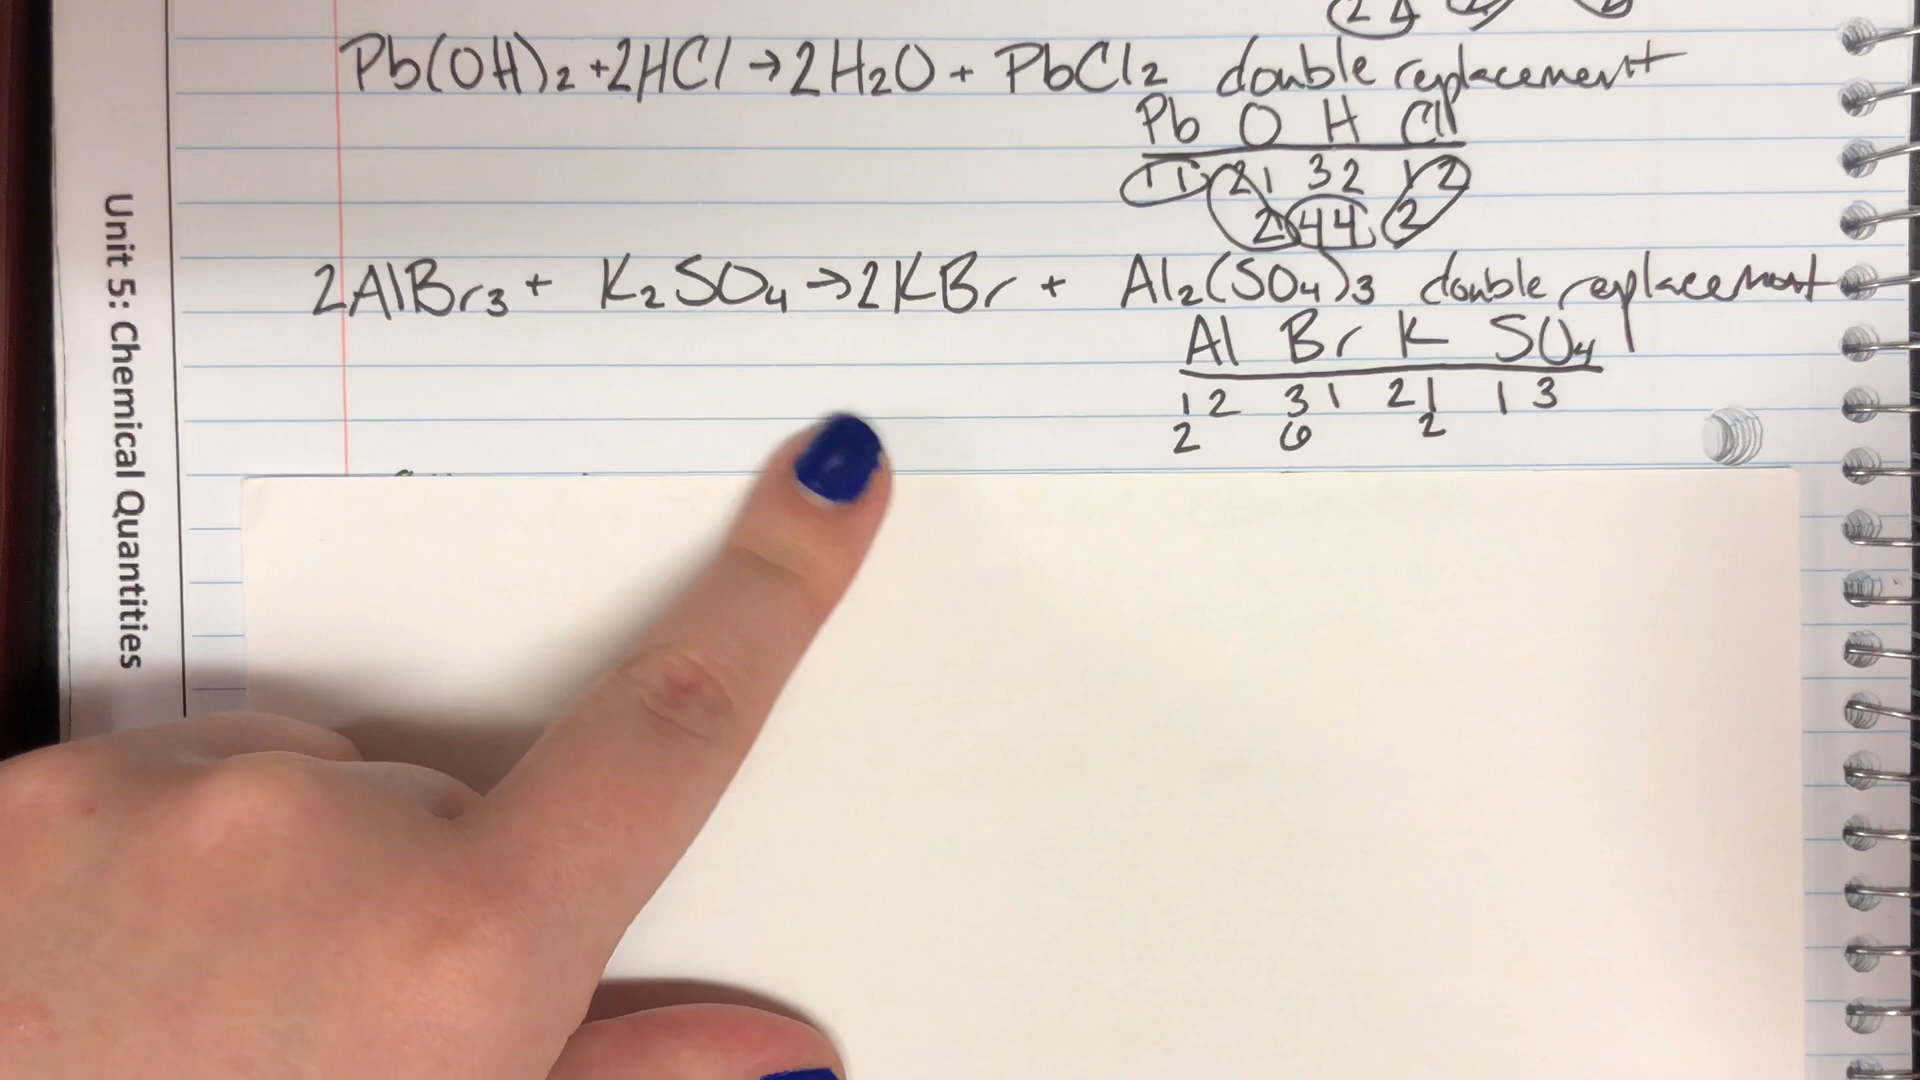 Pb(OH)₂ + 2HCl → 2H₂O + PbCl₂ double replacement
Pb O H Cl
1 1 2 1 3 2 1 2
2 4 4 2
2AlBr₃ + K₂SO₄ → 2KBr + Al₂(SO₄)₃ double replacement
Al Br K SO₄
1 2 3 1 2 1 1 3
2 6 2
Unit 5: Chemical Quantities